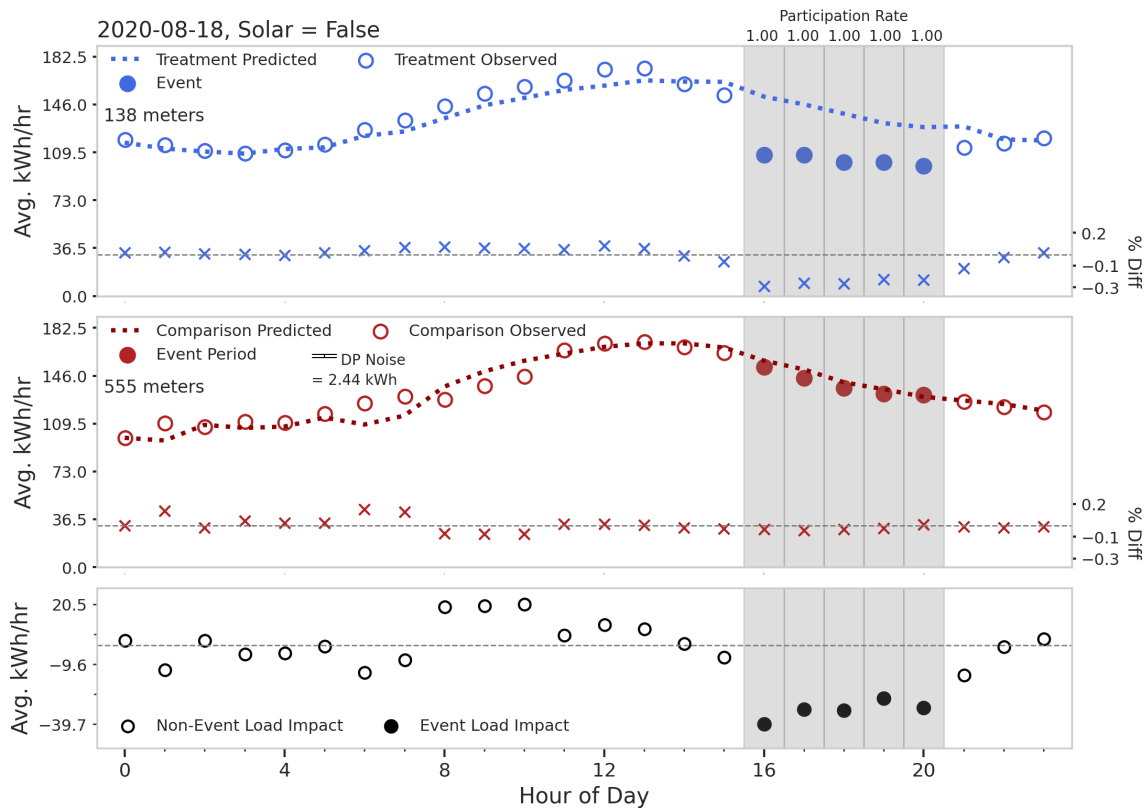 Participation Rate
2020-08-18, Solar = False
1.00 1.00 1.00 1.00 1.00
182.5
Treatment Predicted
Treatment Observed
Event
146.0
138 meters
109.5
73.0
36.5
0.0
Avg. kWh/hr
0.2
−0.1
−0.3
% Diff
182.5
Comparison Predicted
Comparison Observed
Event Period
DP Noise
= 2.44 kWh
146.0
555 meters
109.5
73.0
36.5
0.0
Avg. kWh/hr
0.2
−0.1
−0.3
% Diff
20.5
−9.6
−39.7
Avg. kWh/hr
Non-Event Load Impact
Event Load Impact
0 4 8 12 16 20
Hour of Day